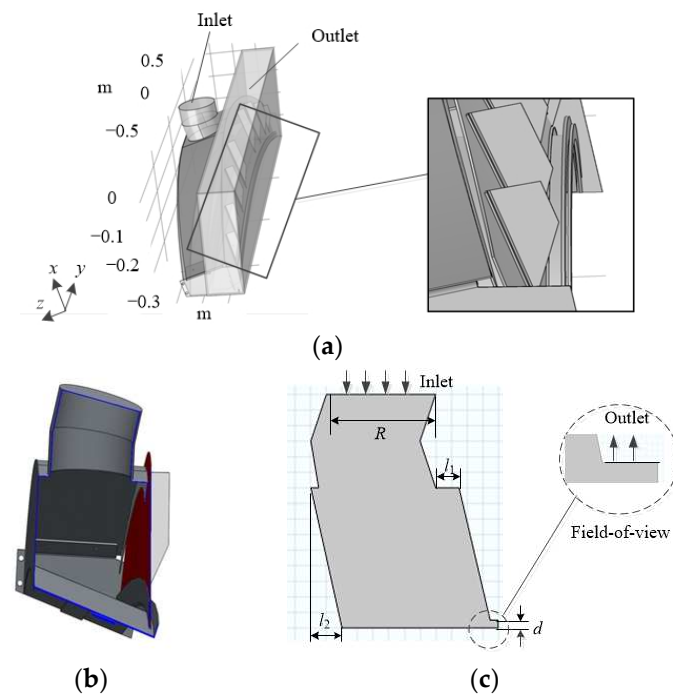 Inlet
Outlet
0.5
m
0
−0.5
0
−0.1
−0.2
−0.3
m
x
y
z
(a)
Inlet
R
l1
l2
d
Outlet
Field-of-view
(b)
(c)